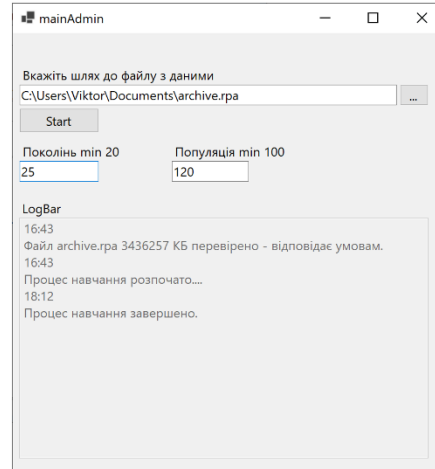 mainAdmin
Вкажіть шлях до файлу з даними
C:\Users\Viktor\Documents\archive.rpa
...
Start
Поколінь min 20 Популяція min 100
25 120
LogBar
16:43
Файл archive.rpa 3436257 КБ перевірено - відповідає умовам.
16:43
Процес навчання розпочато....
18:12
Процес навчання завершено.